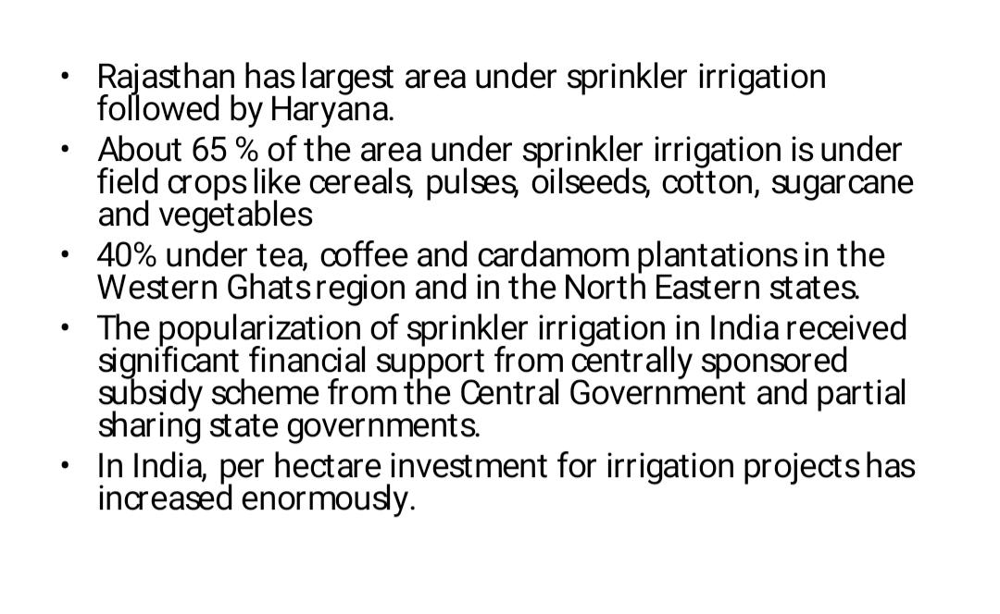 • Rajasthan has largest area under sprinkler irrigation
followed by Haryana.
• About 65 % of the area under sprinkler irrigation is under
field crops like cereals, pulses, oilseeds, cotton, sugarcane
and vegetables
• 40% under tea, coffee and cardamom plantations in the
Western Ghats region and in the North Eastern states.
• The popularization of sprinkler irrigation in India received
significant financial support from centrally sponsored
subsidy scheme from the Central Government and partial
sharing state governments.
• In India, per hectare investment for irrigation projects has
increased enormously.